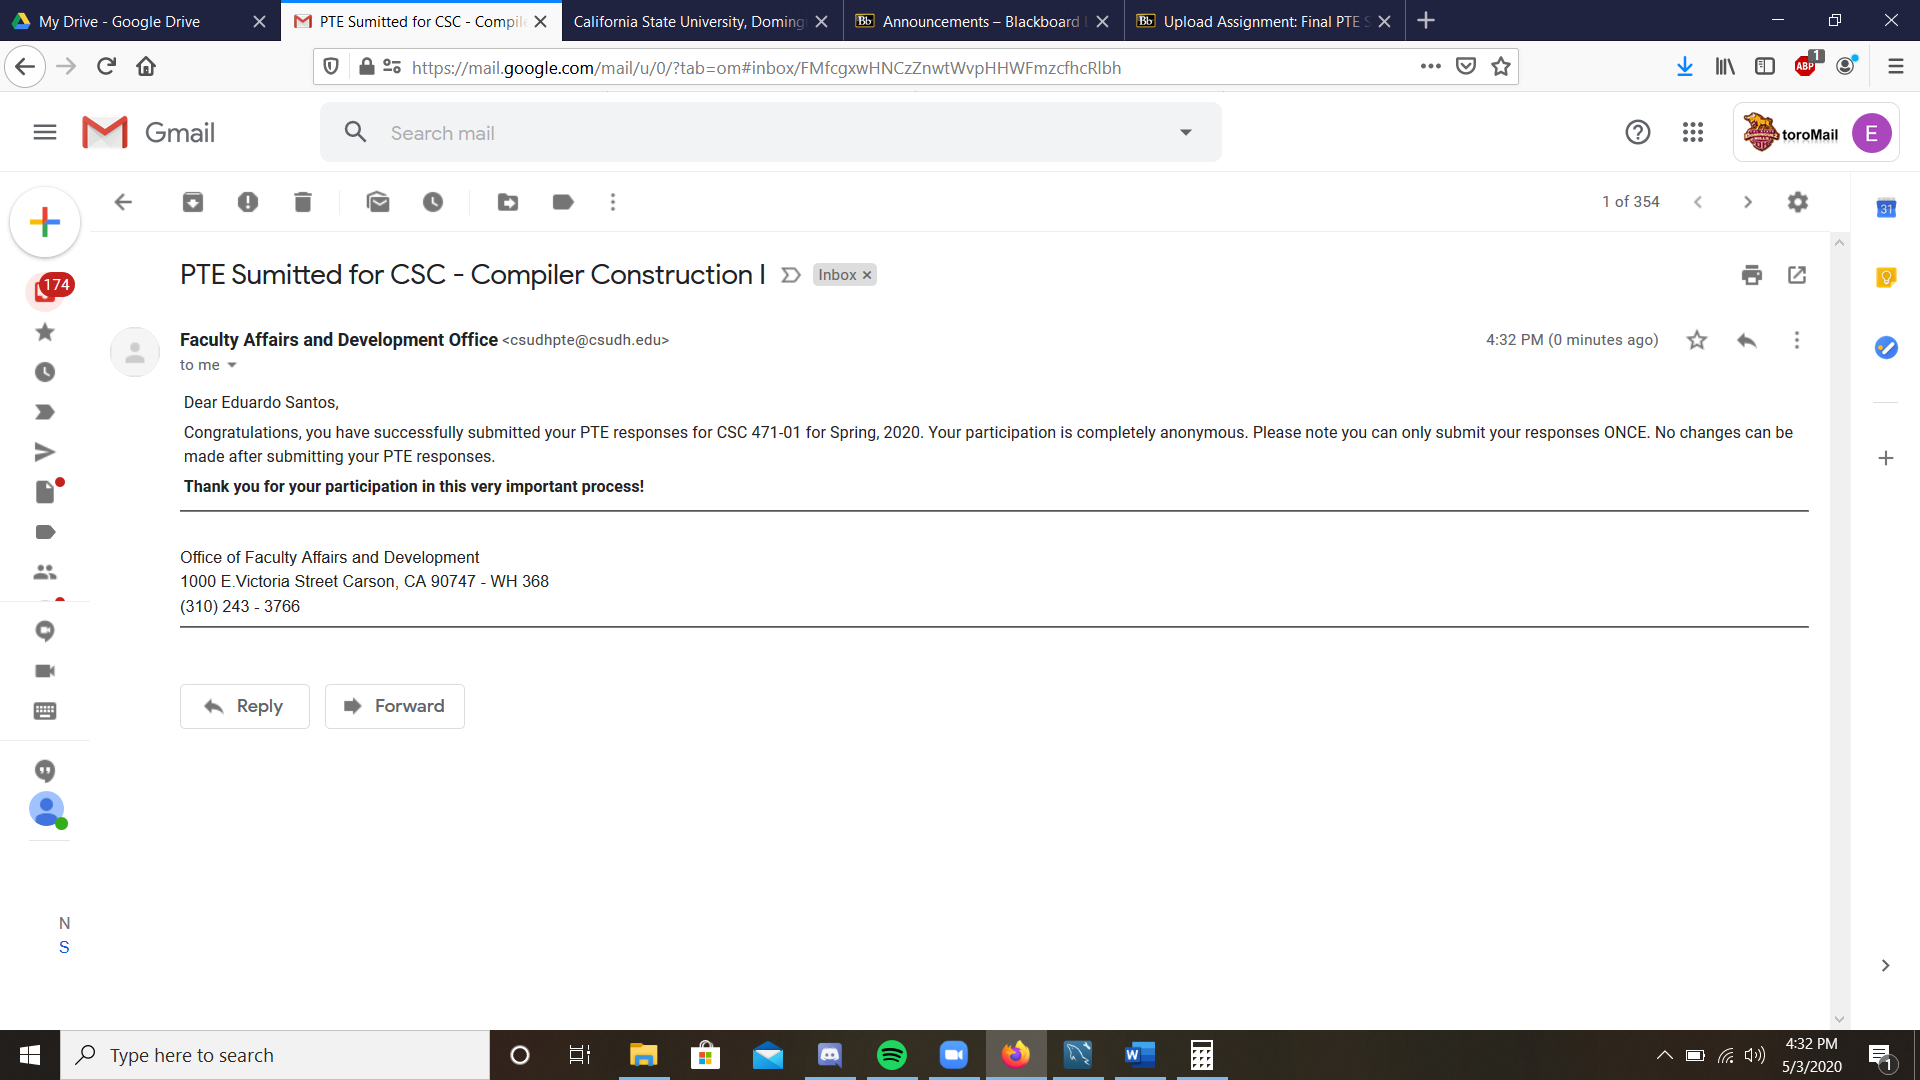 My Drive - Google Drive
PTE Sumitted for CSC - Compile
California State University, Doming
Bb Announcements – Blackboard
Bb Upload Assignment: Final PTE S
https://mail.google.com/mail/u/0/?tab=om#inbox/FMfcgxwHNCzZnwtWvpHHWFmzcfhcRlbh
ABP 1
Gmail
Search mail
toroMail
E
1 of 354
31
PTE Sumitted for CSC - Compiler Construction I
Inbox
174
Faculty Affairs and Development Office <csudhpte@csudh.edu>
4:32 PM (0 minutes ago)
to me
Dear Eduardo Santos,
Congratulations, you have successfully submitted your PTE responses for CSC 471-01 for Spring, 2020. Your participation is completely anonymous. Please note you can only submit your responses ONCE. No changes can be
made after submitting your PTE responses.
Thank you for your participation in this very important process!
Office of Faculty Affairs and Development
1000 E.Victoria Street Carson, CA 90747 - WH 368
(310) 243 - 3766
Reply
Forward
N
S
Type here to search
W
4:32 PM
5/3/2020
1